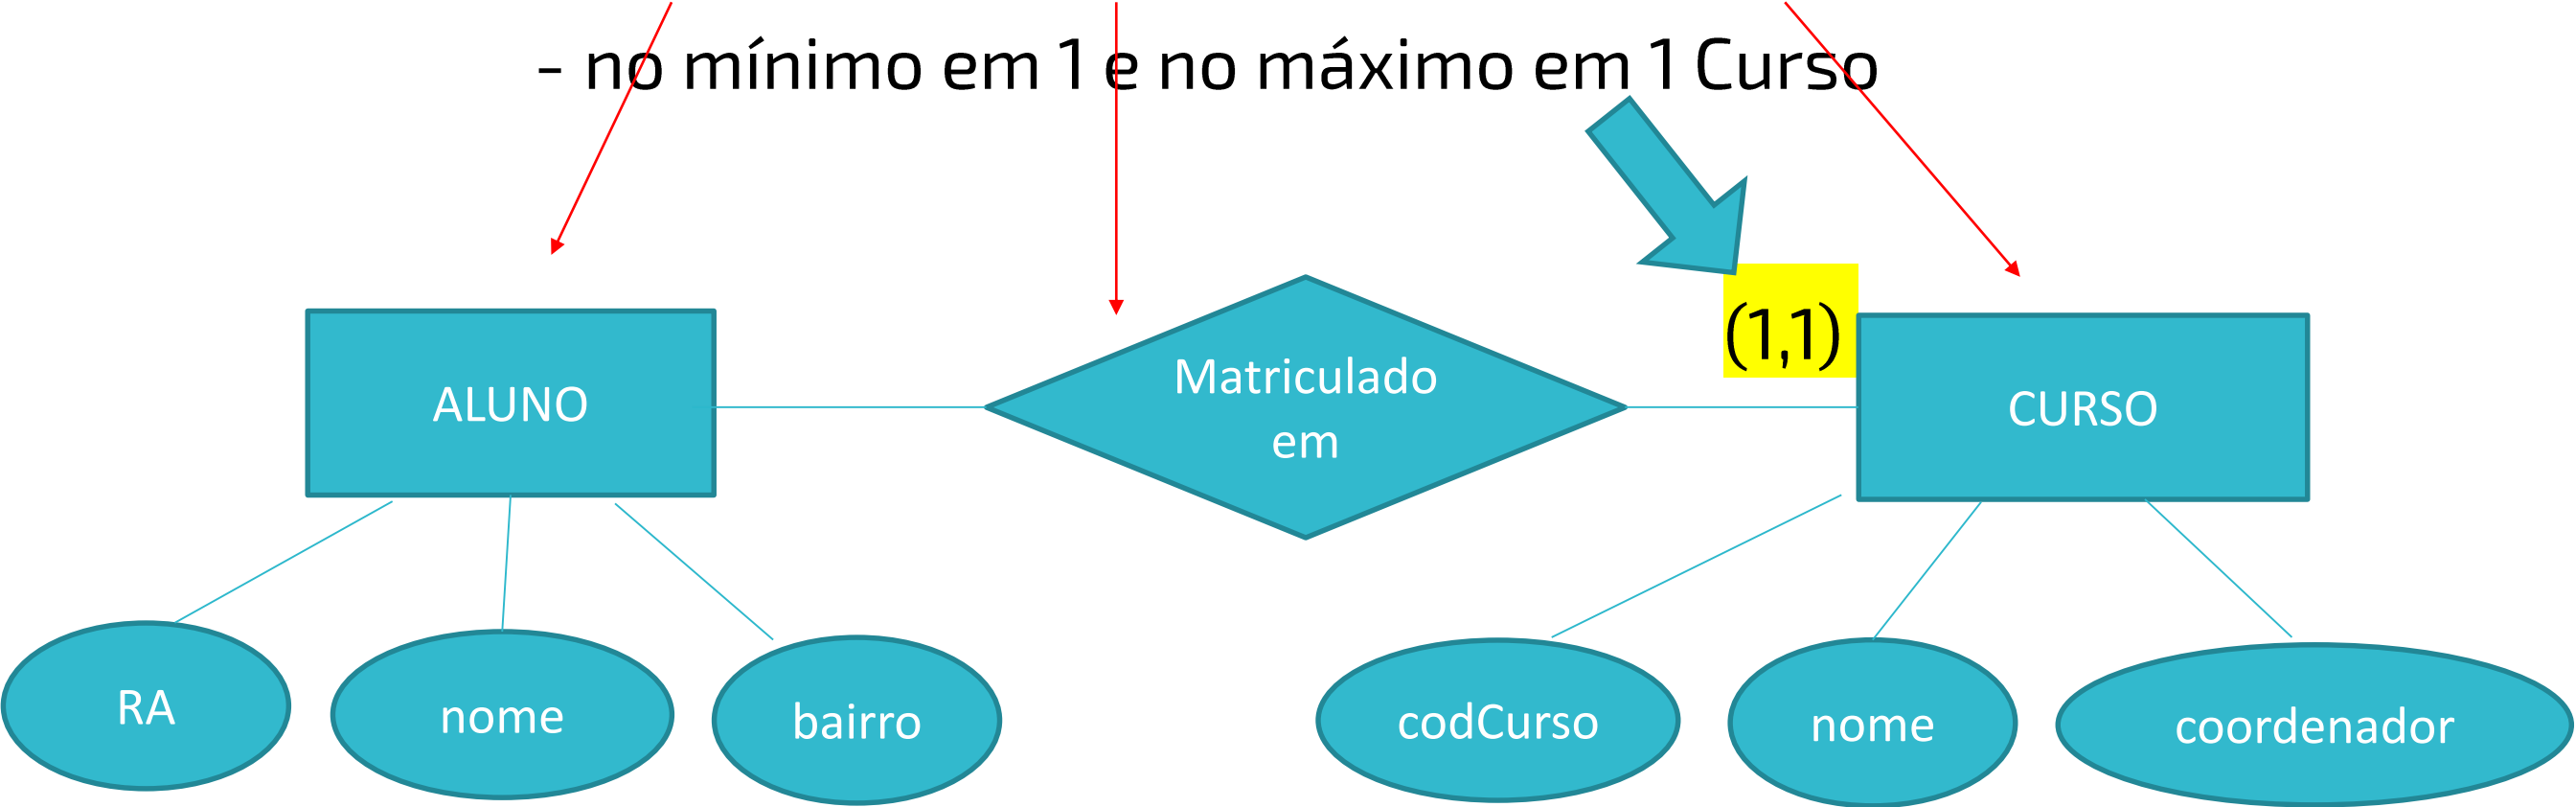 - no mínimo em 1 e no máximo em 1 Curso
(1,1)
ALUNO
Matriculado
em
CURSO
RA
nome
bairro
codCurso
nome
coordenador